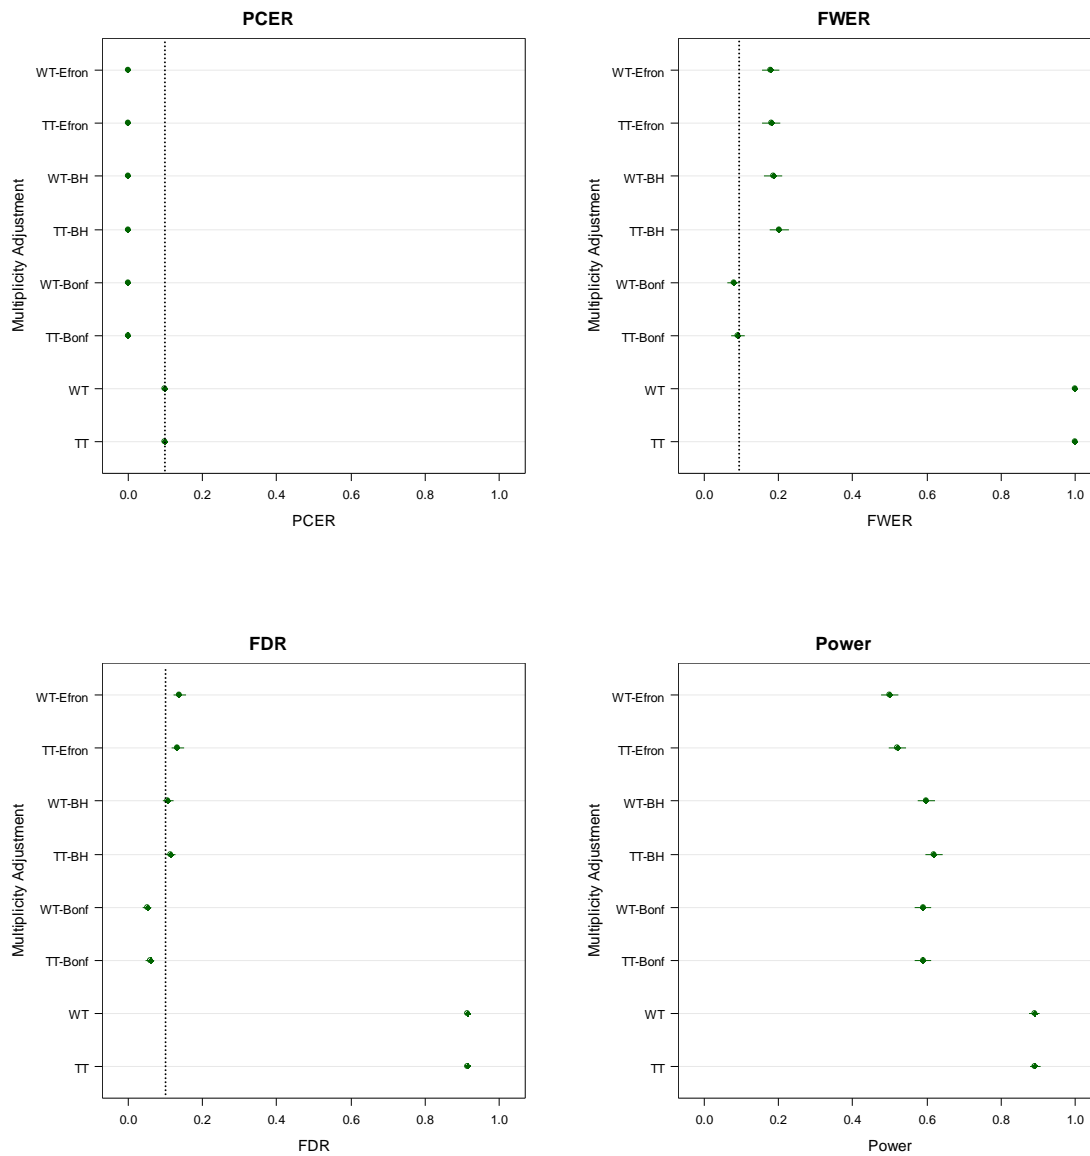 PCER
Multiplicity Adjustment
WT-Efron
TT-Efron
WT-BH
TT-BH
WT-Bonf
TT-Bonf
WT
TT
0.0 0.2 0.4 0.6 0.8 1.0
PCER
FWER
Multiplicity Adjustment
WT-Efron
TT-Efron
WT-BH
TT-BH
WT-Bonf
TT-Bonf
WT
TT
0.0 0.2 0.4 0.6 0.8 1.0
FWER
FDR
Multiplicity Adjustment
WT-Efron
TT-Efron
WT-BH
TT-BH
WT-Bonf
TT-Bonf
WT
TT
0.0 0.2 0.4 0.6 0.8 1.0
FDR
Power
Multiplicity Adjustment
WT-Efron
TT-Efron
WT-BH
TT-BH
WT-Bonf
TT-Bonf
WT
TT
0.0 0.2 0.4 0.6 0.8 1.0
Power